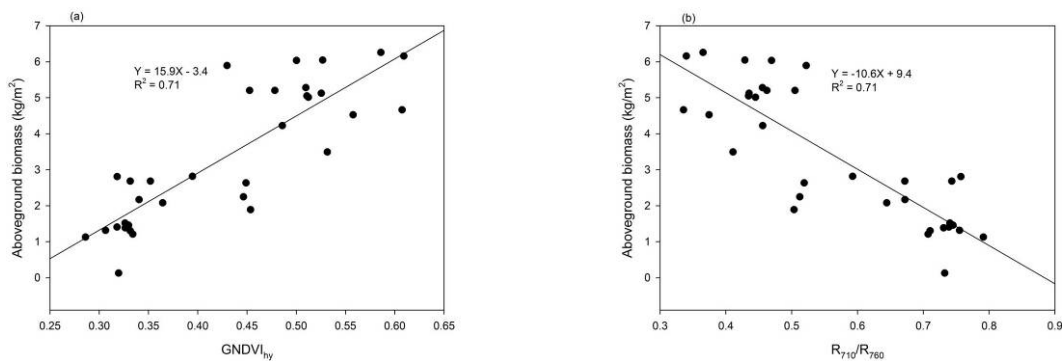 (a)
Y = 15.9X - 3.4
R² = 0.71
Aboveground biomass (kg/m²)
7
6
5
4
3
2
1
0
0.25 0.30 0.35 0.40 0.45 0.50 0.55 0.60 0.65
GNDVI_hy
(b)
Y = -10.6X + 9.4
R² = 0.71
Aboveground biomass (kg/m²)
7
6
5
4
3
2
1
0
0.3 0.4 0.5 0.6 0.7 0.8 0.9
R₇₁₀/R₇₆₀